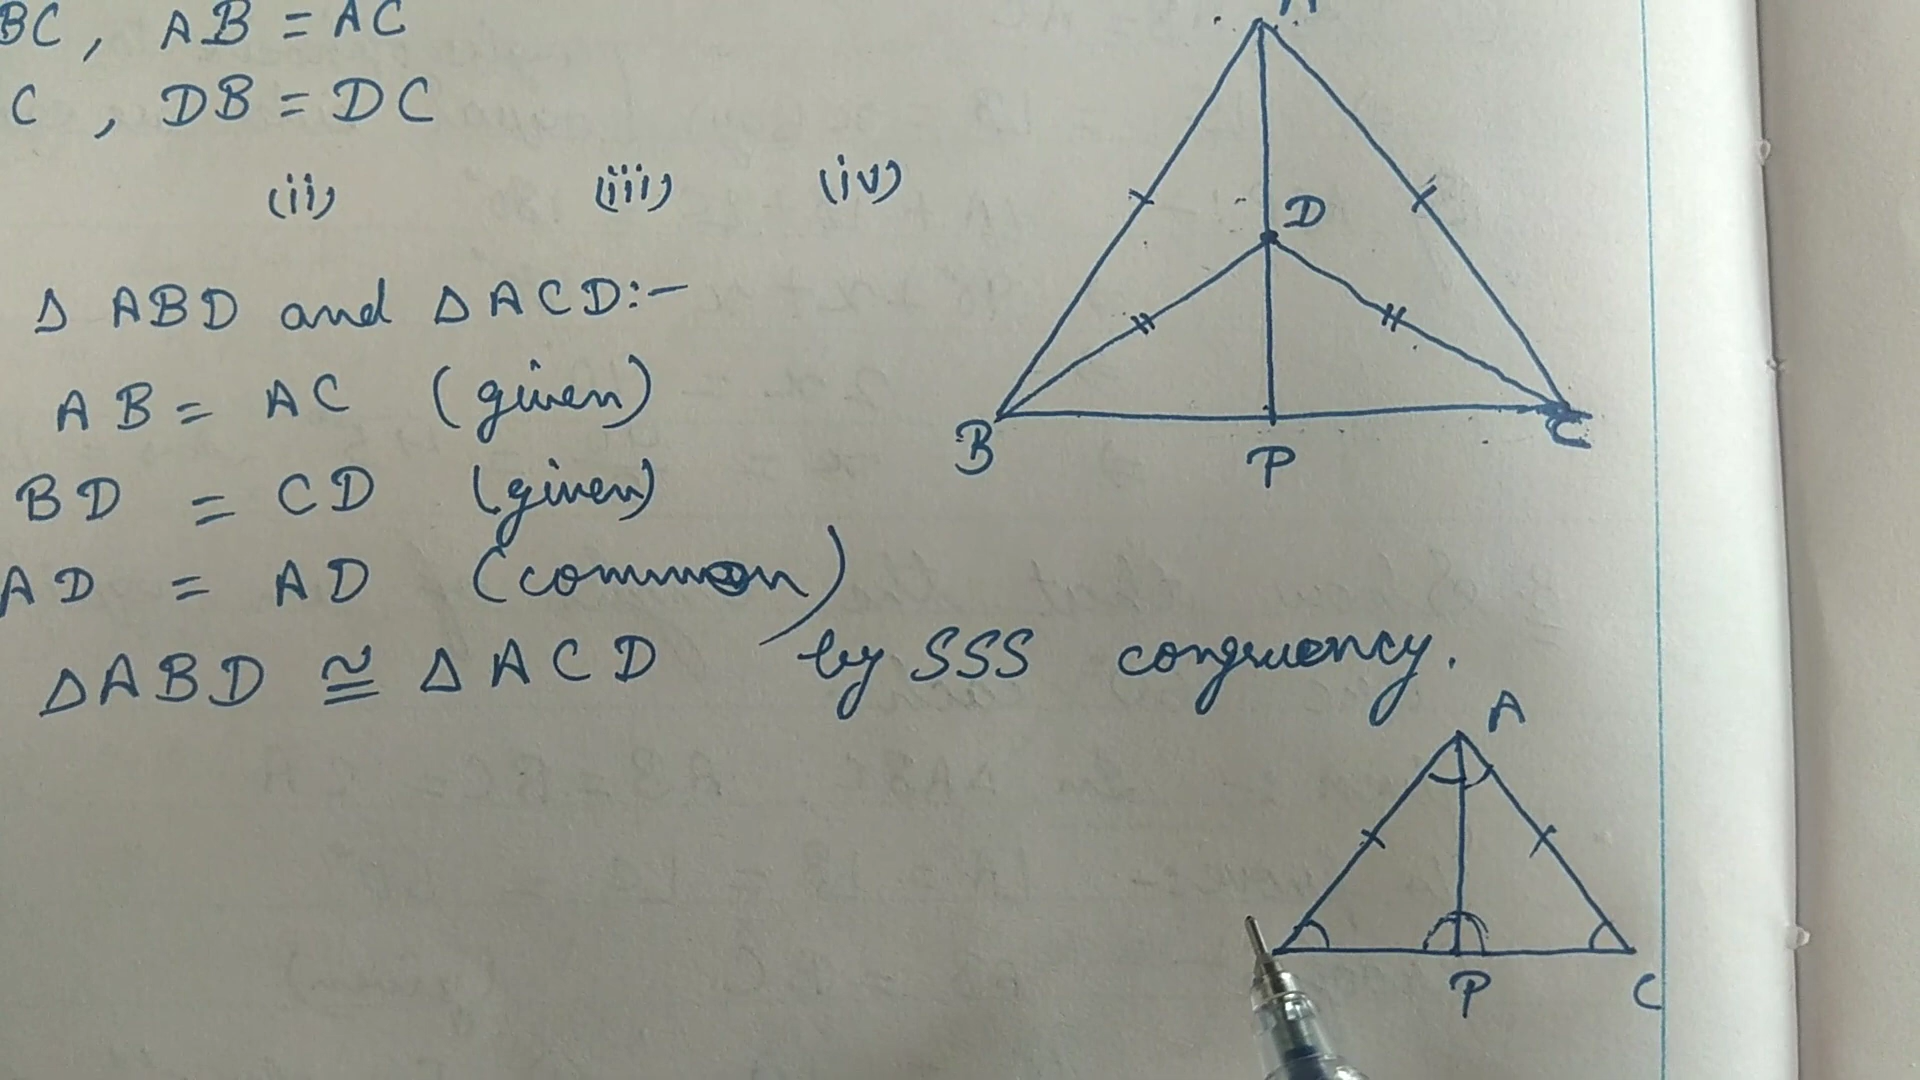 BC, AB = AC
C, DB = DC
(ii) (iii) (iv)
Δ ABD and Δ ACD:-
AB = AC (given)
BD = CD (given)
AD = AD (common)
ΔABD ≅ Δ ACD by SSS congruency.
A
D
B
P
C
A
P
C